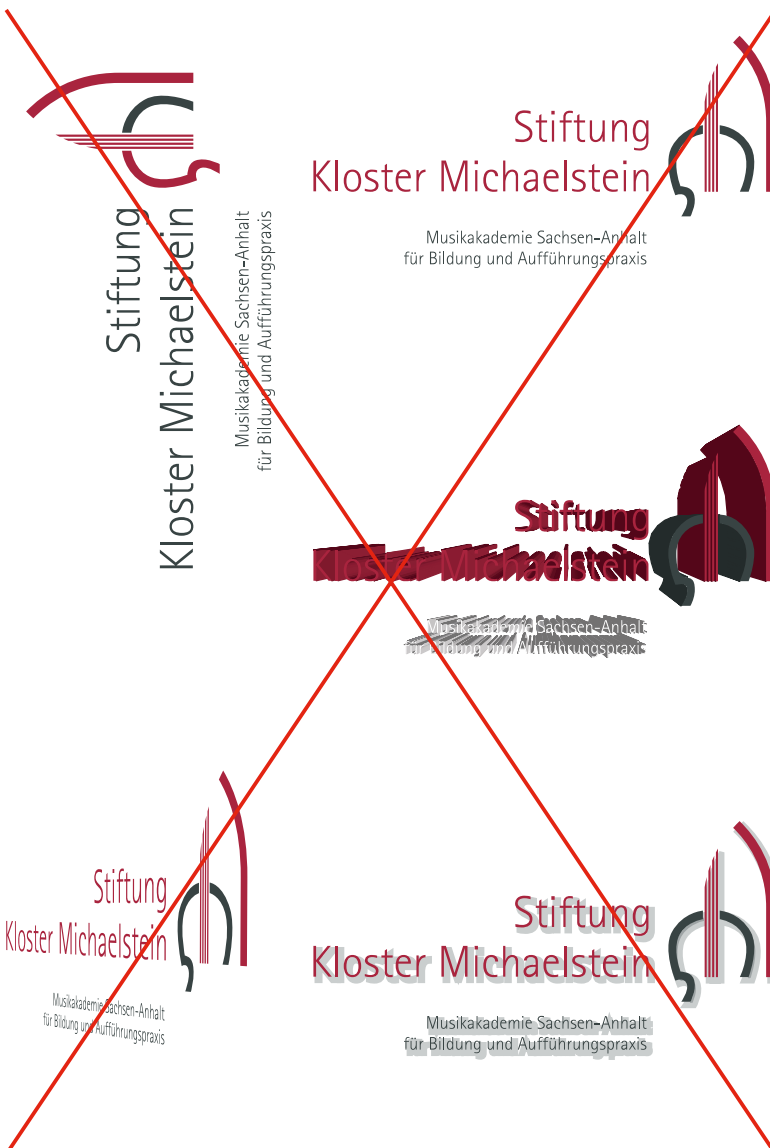 Stiftung
Kloster Michaelstein
Musikakademie Sachsen-Anhalt
für Bildung und Aufführungspraxis
Stiftung
Kloster Michaelstein
Musikakademie Sachsen-Anhalt
für Bildung und Aufführungspraxis
Stiftung
Kloster Michaelstein
Musikakademie Sachsen-Anhalt
für Bildung und Aufführungspraxis
Stiftung
Kloster Michaelstein
Musikakademie Sachsen-Anhalt
für Bildung und Aufführungspraxis
Stiftung
Kloster Michaelstein
Musikakademie Sachsen-Anhalt
für Bildung und Aufführungspraxis